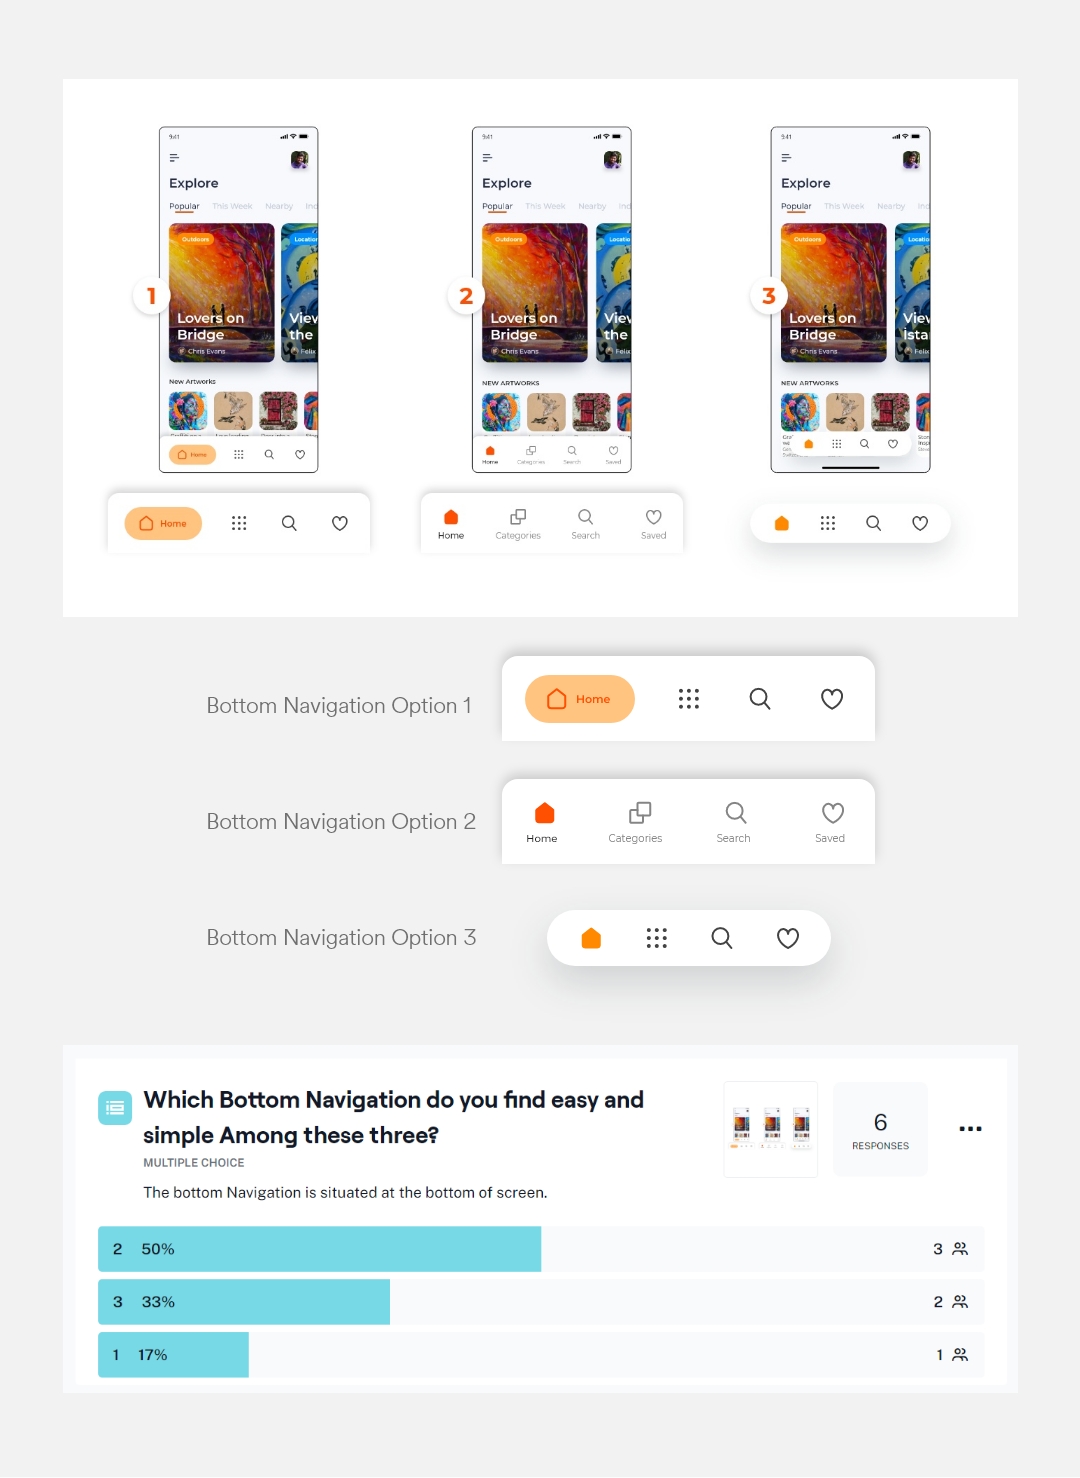 9:41
Explore
Popular This Week Nearby Ind
Outdoors Location
1
Lovers on View
Bridge the
Chris Evans Felix
New Artworks
Home
9:41
Explore
Popular This Week Nearby Ind
Outdoors Location
2
Lovers on View
Bridge the
Chris Evans Felix
NEW ARTWORKS
Home Categories Search Saved
9:41
Explore
Popular This Week Nearby Ind
Outdoors Location
3
Lovers on View
Bridge ista
Chris Evans Felix
NEW ARTWORKS
Home
Home Categories Search Saved
Bottom Navigation Option 1
Home
Bottom Navigation Option 2
Home Categories Search Saved
Bottom Navigation Option 3
Which Bottom Navigation do you find easy and
simple Among these three?
MULTIPLE CHOICE
The bottom Navigation is situated at the bottom of screen.
6
RESPONSES
2 50% 3
3 33% 2
1 17% 1